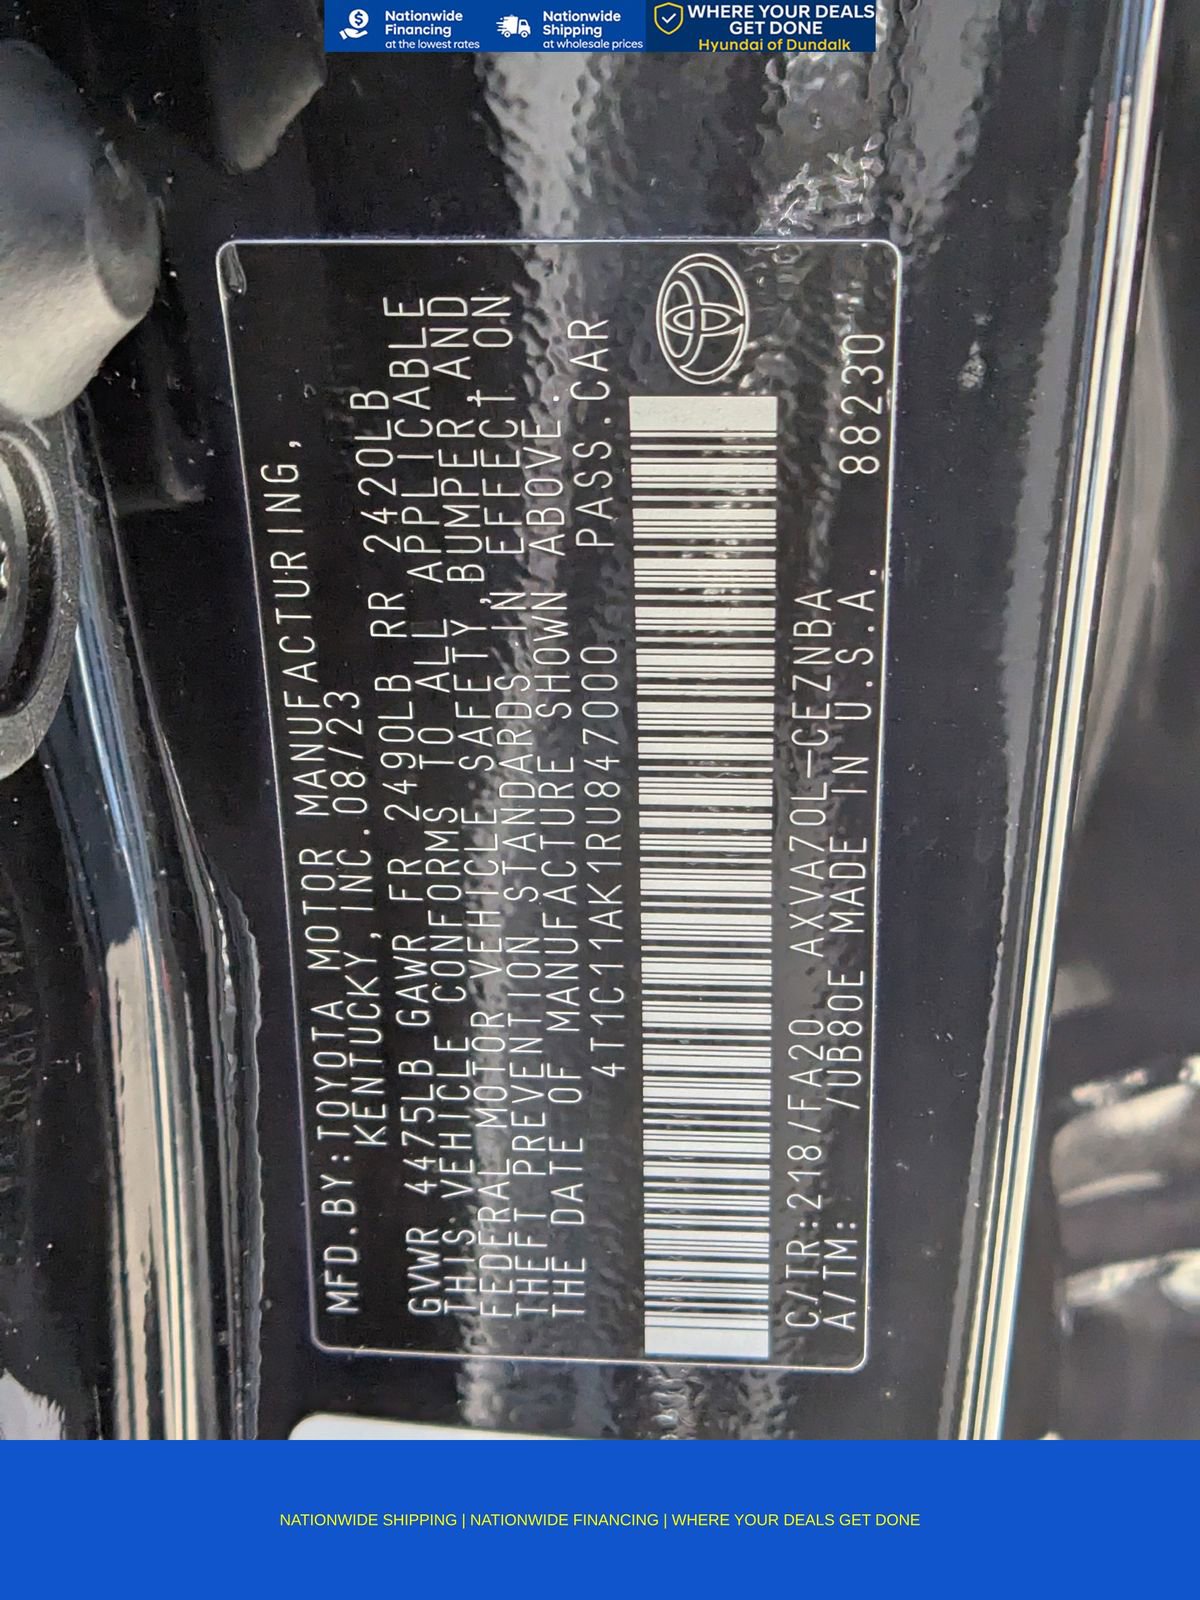 Nationwide
Financing
at the lowest rates
Nationwide
Shipping
at wholesale prices
WHERE YOUR DEALS
GET DONE
Hyundai of Dundalk
MFD.BY:TOYOTA MOTOR MANUFACTURING,
KENTUCKY, INC. 08/23
GVWR 4475LB GAWR FR 2490LB RR 2420LB
THIS VEHICLE CONFORMS TO ALL APPLICABLE
FEDERAL MOTOR VEHICLE SAFETY, BUMPER, AND
THEFT PREVENTION STANDARDS IN EFFECT ON
THE DATE OF MANUFACTURE SHOWN ABOVE.
4T1C11AK1RU847000 PASS.CAR
C/TR:218/FA20 AXVA70L-CEZNBA
A/TM: /UB80E MADE IN U.S.A. 88230
NATIONWIDE SHIPPING | NATIONWIDE FINANCING | WHERE YOUR DEALS GET DONE